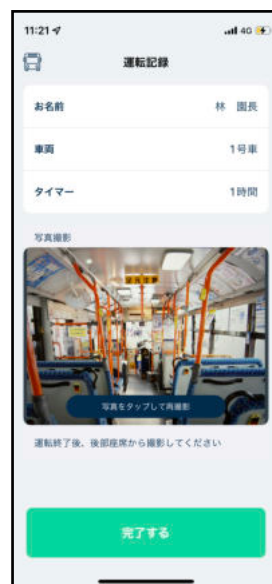 11:21
4G
運転記録
お名前 林 園長
車両 1号車
タイマー 1時間
写真撮影
写真をタップして再撮影
運転終了後、後部座席から撮影してください
完了する